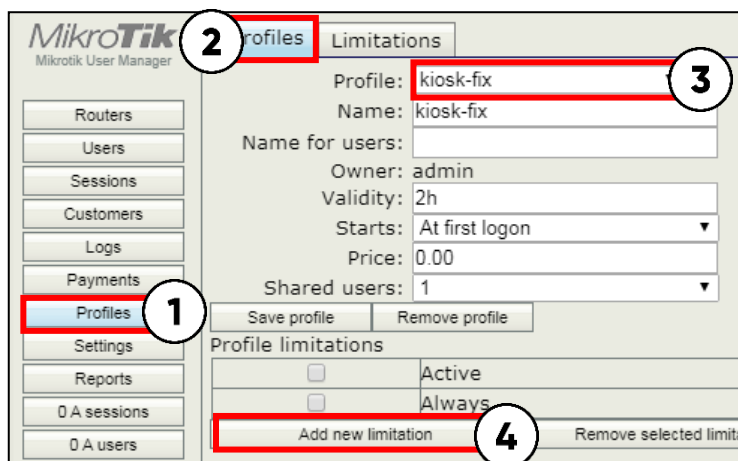 MikroTik
Mikrotik User Manager
2
rofiles
Limitations
Profile: kiosk-fix
3
Name: kiosk-fix
Name for users:
Owner: admin
Validity: 2h
Starts: At first logon
Price: 0.00
Shared users: 1
Save profile
Remove profile
Profile limitations
Active
Always
Add new limitation
4
Remove selected limita
Routers
Users
Sessions
Customers
Logs
Payments
Profiles
1
Settings
Reports
0 A sessions
0 A users